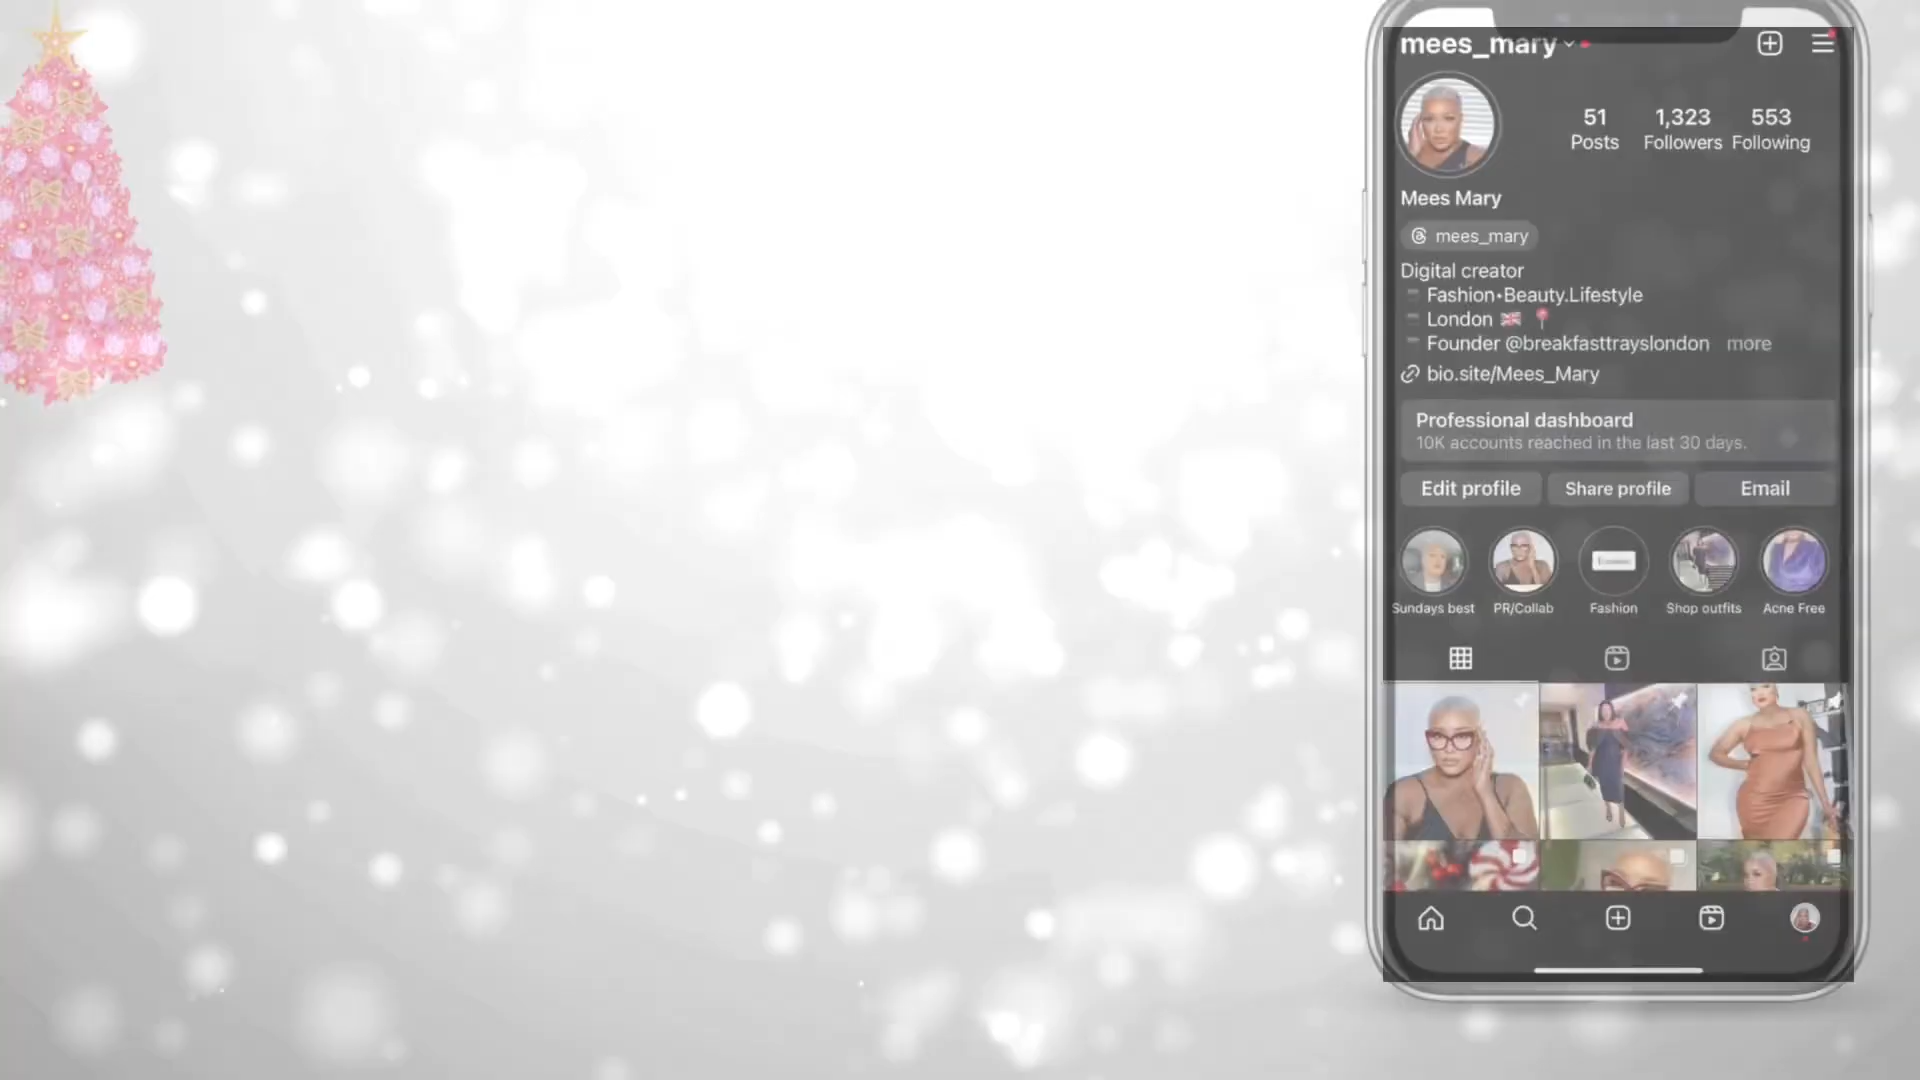 mees_mary
51 1,323 553
Posts Followers Following
Mees Mary
mees_mary
Digital creator
Fashion•Beauty.Lifestyle
London 🇬🇧 📍
Founder @breakfasttrayslondon more
bio.site/Mees_Mary
Professional dashboard
10K accounts reached in the last 30 days.
Edit profile Share profile Email
Sundays best PR/Collab Fashion Shop outfits Acne Free